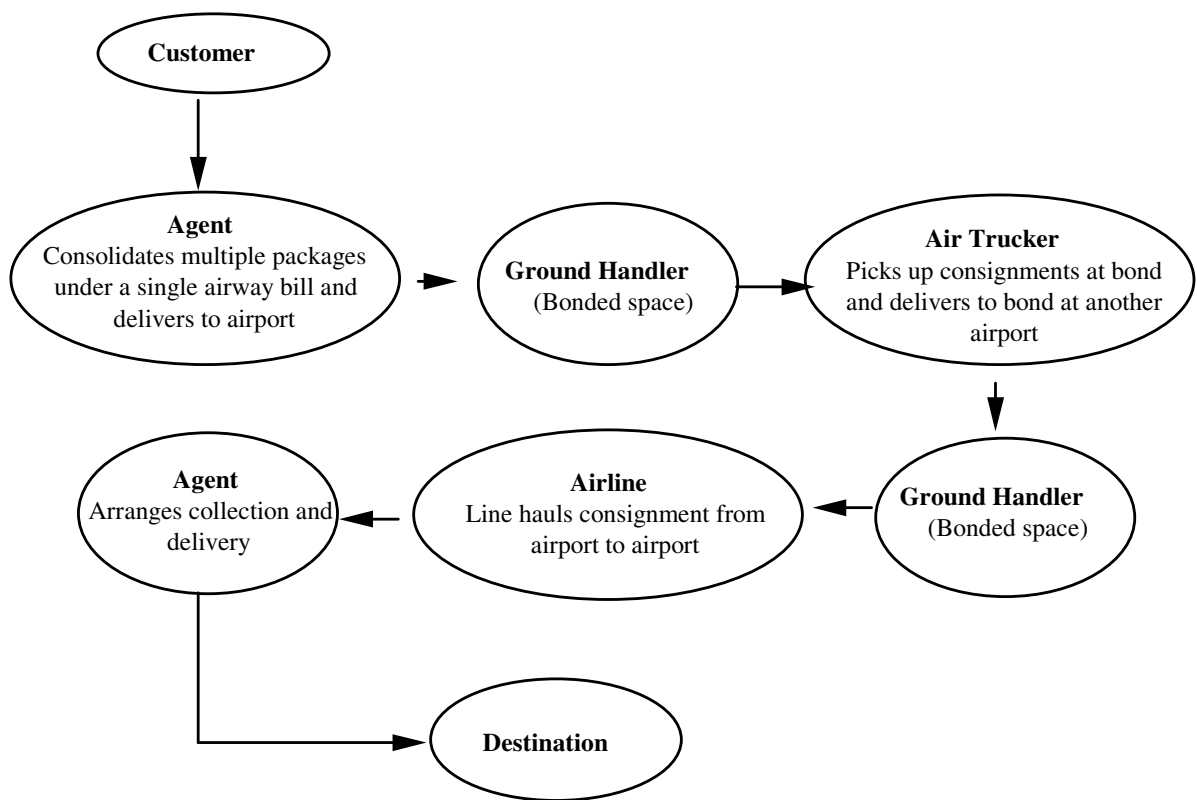 Customer
Agent
Consolidates multiple packages
under a single airway bill and
delivers to airport
Ground Handler
(Bonded space)
Air Trucker
Picks up consignments at bond
and delivers to bond at another
airport
Ground Handler
(Bonded space)
Airline
Line hauls consignment from
airport to airport
Agent
Arranges collection and
delivery
Destination